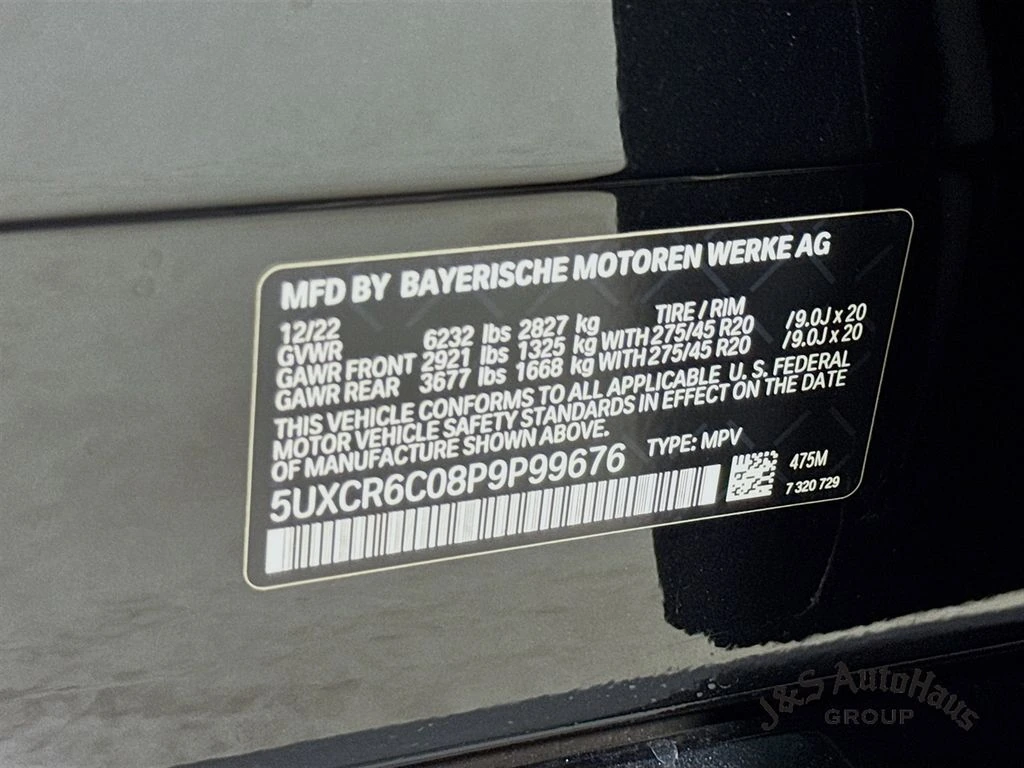 MFD BY BAYERISCHE MOTOREN WERKE AG
12/22 TIRE / RIM
GVWR 6232 lbs 2827 kg
GAWR FRONT 2921 lbs 1325 kg WITH 275/45 R20 /9.0J x 20
GAWR REAR 3677 lbs 1668 kg WITH 275/45 R20 /9.0J x 20
THIS VEHICLE CONFORMS TO ALL APPLICABLE U. S. FEDERAL
MOTOR VEHICLE SAFETY STANDARDS IN EFFECT ON THE DATE
OF MANUFACTURE SHOWN ABOVE.
5UXCR6C08P9P99676 TYPE: MPV
475M
7 320 729
J&S AutoHaus
GROUP